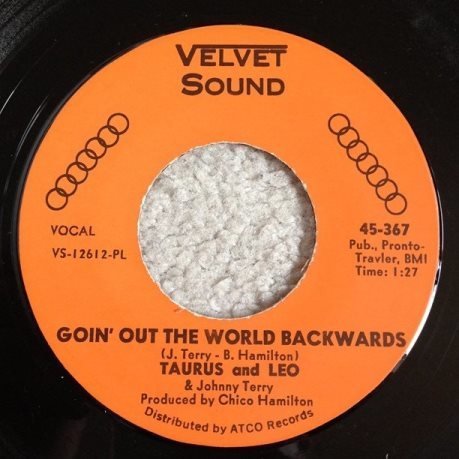 VELVET
SOUND
VOCAL
VS-12612-PL
45-367
Pub., Pronto-
Travler, BMI
Time: 1:27
GOIN' OUT THE WORLD BACKWARDS
(J. Terry - B. Hamilton)
TAURUS and LEO
& Johnny Terry
Produced by Chico Hamilton
Distributed by ATCO Records